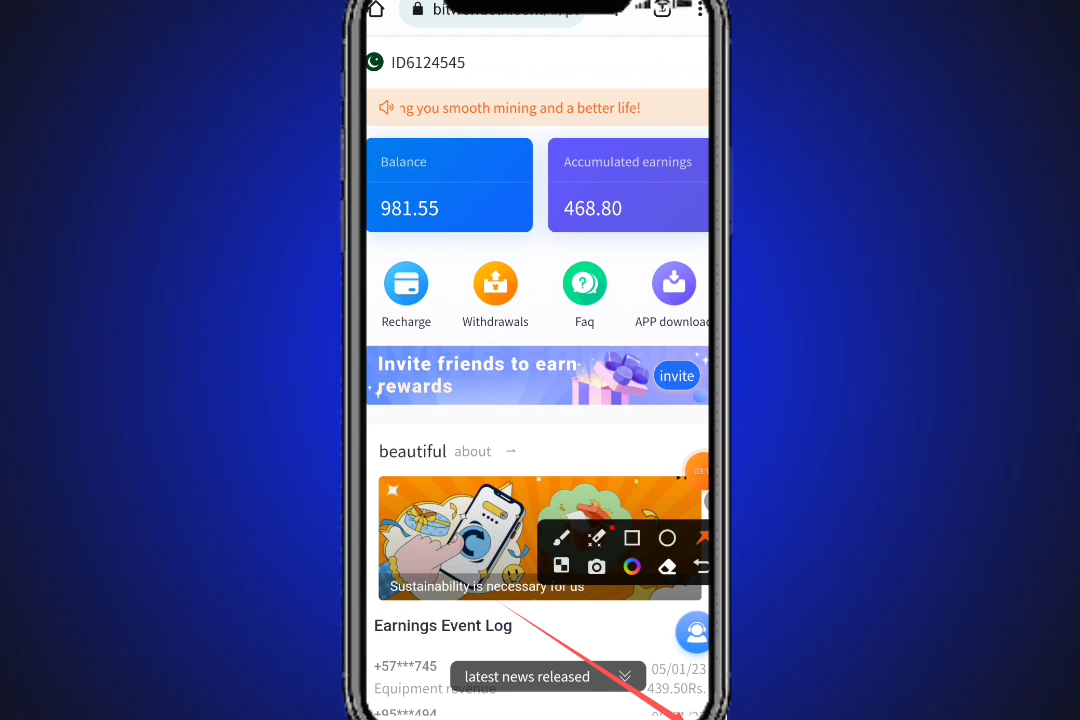 ID6124545
ng you smooth mining and a better life!
Balance
Accumulated earnings
981.55
468.80
Recharge
Withdrawals
Faq
APP download
Invite friends to earn
rewards
invite
beautiful about
Sustainability is necessary for us
Earnings Event Log
+57***745
05/01/23
latest news released
Equipment revenue
439.50Rs.
+95***494